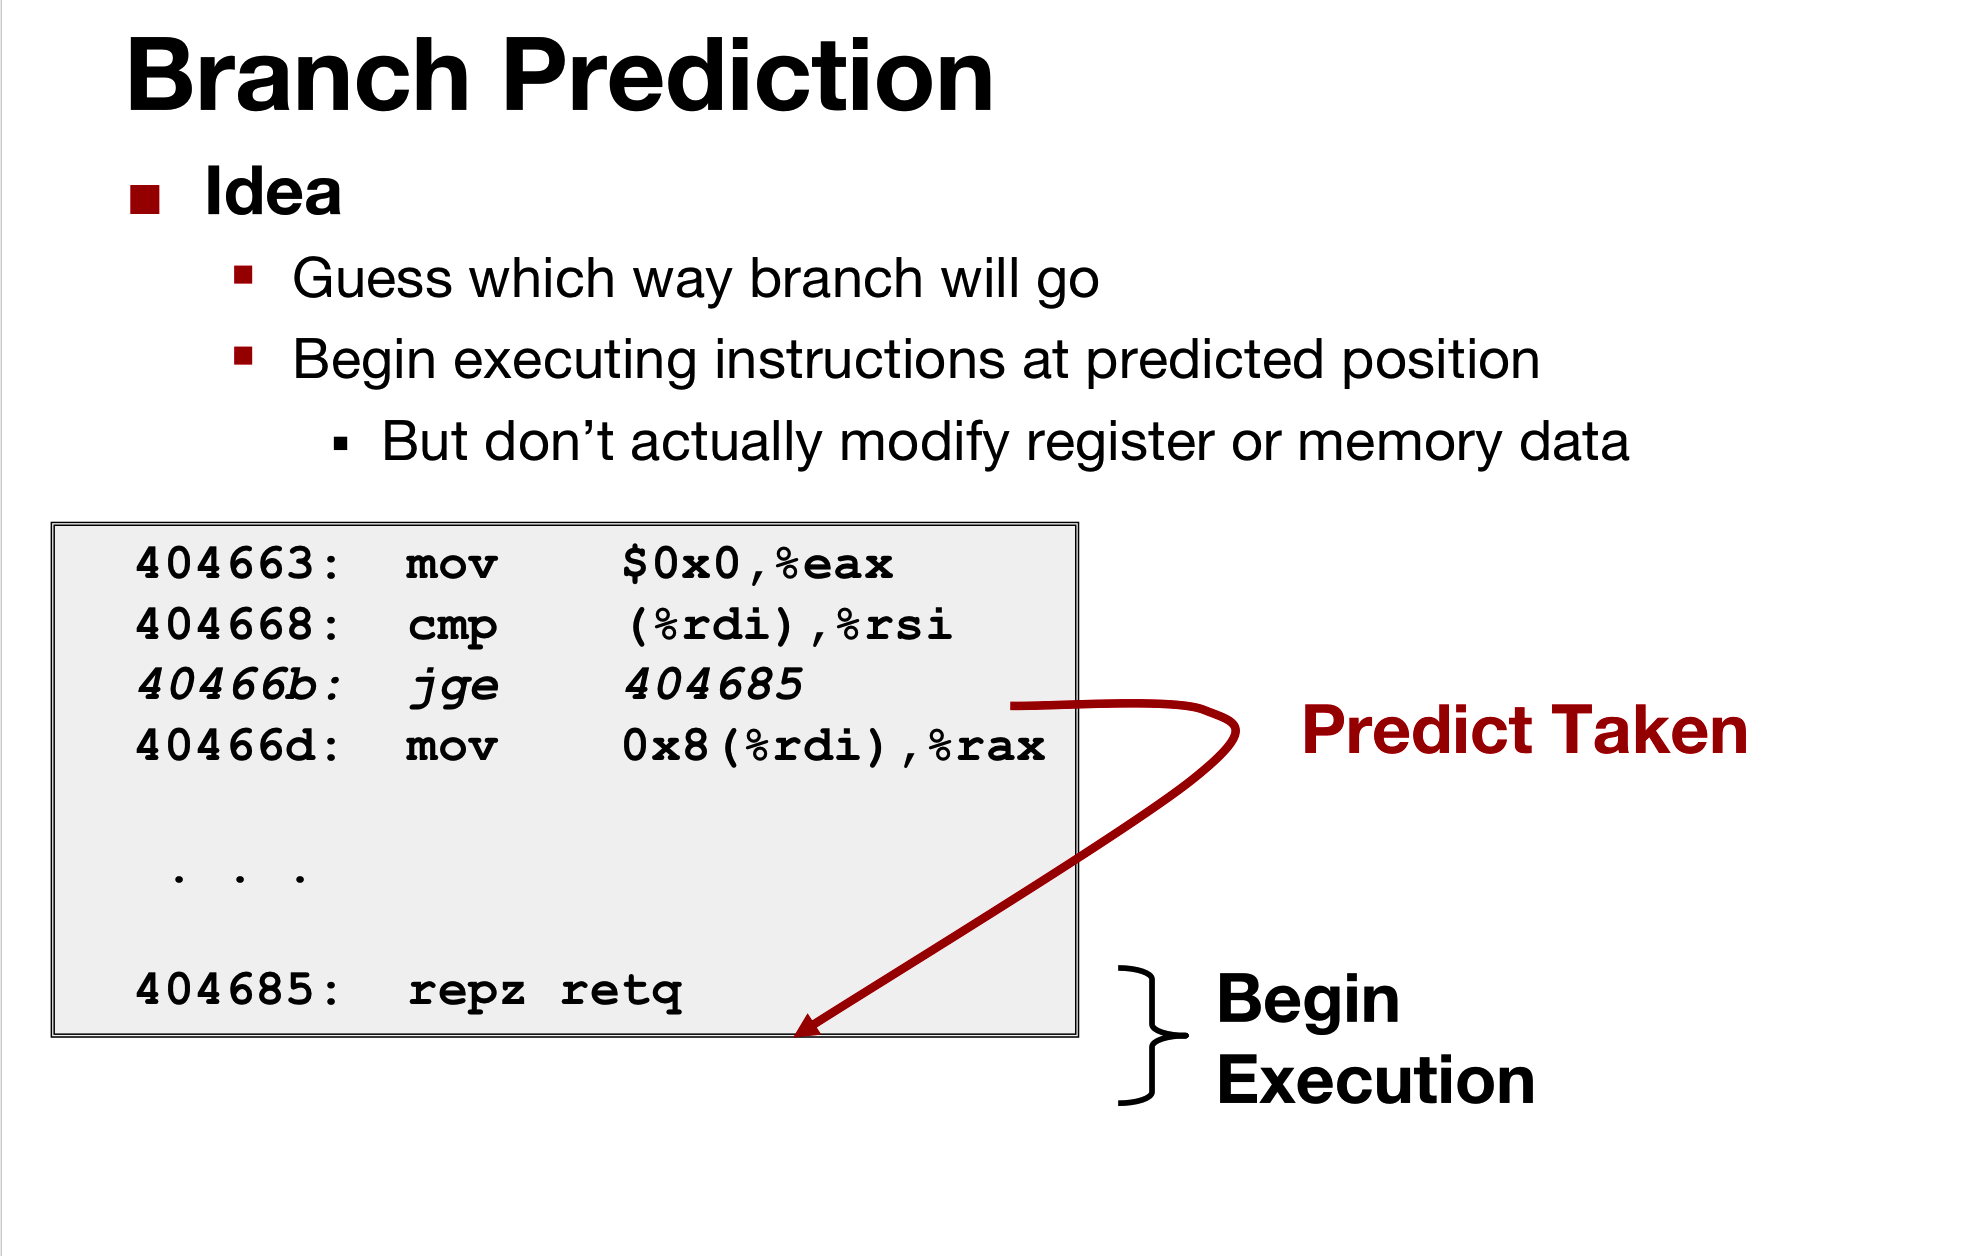 Branch Prediction
Idea
Guess which way branch will go
Begin executing instructions at predicted position
But don’t actually modify register or memory data
404663: mov $0x0,%eax
404668: cmp (%rdi),%rsi
40466b: jge 404685
40466d: mov 0x8(%rdi),%rax
. . .
404685: repz retq
Predict Taken
Begin
Execution